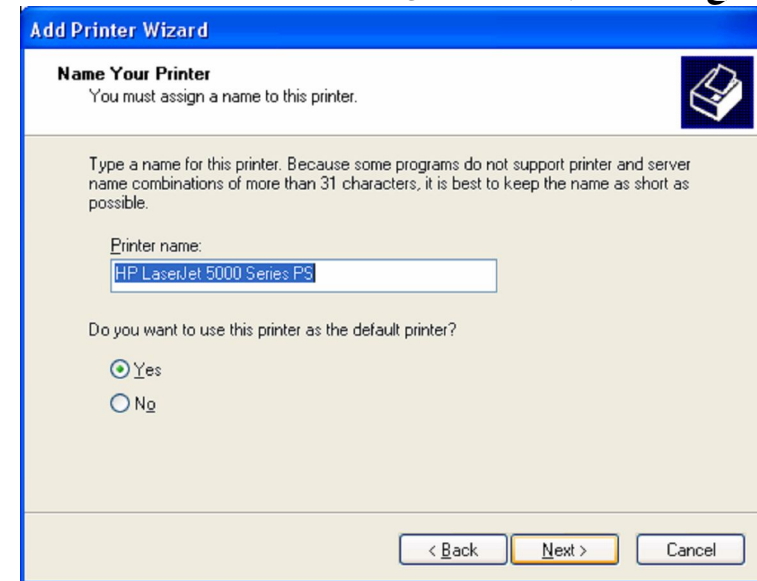 Add Printer Wizard
Name Your Printer
You must assign a name to this printer.
Type a name for this printer. Because some programs do not support printer and server
name combinations of more than 31 characters, it is best to keep the name as short as
possible.
Printer name:
HP LaserJet 5000 Series PS
Do you want to use this printer as the default printer?
Yes
No
< Back
Next >
Cancel